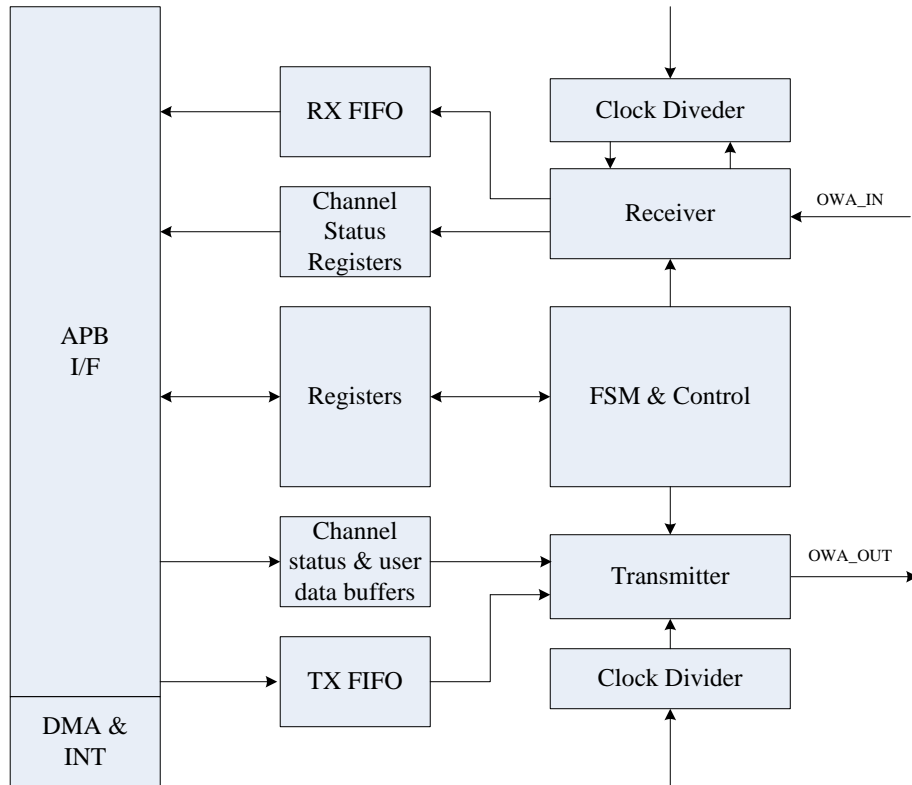 RX FIFO
Clock Diveder
Channel
Status
Registers
Receiver
OWA_IN
APB
I/F
Registers
FSM & Control
Channel
status & user
data buffers
Transmitter
OWA_OUT
TX FIFO
Clock Divider
DMA &
INT